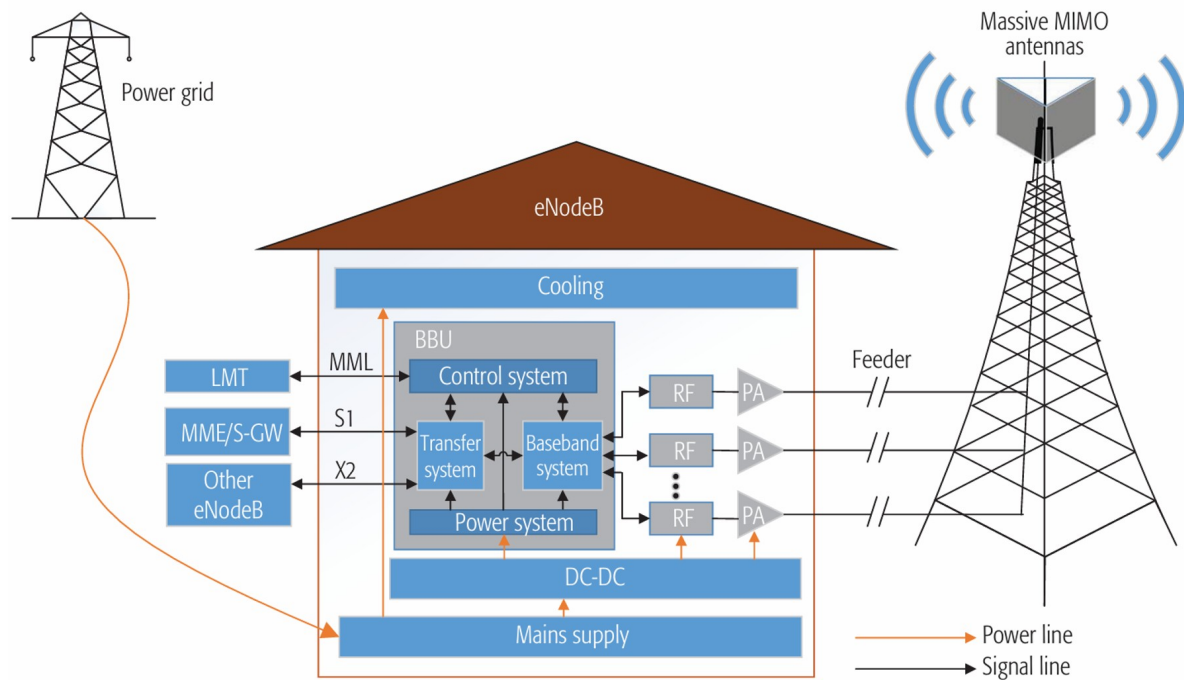 Massive MIMO
antennas
Power grid
eNodeB
Cooling
BBU
LMT
MML
Control system
Feeder
RF
PA
MME/S-GW
S1
Transfer
system
Baseband
system
RF
PA
Other
eNodeB
X2
Power system
RF
PA
DC-DC
Mains supply
Power line
Signal line